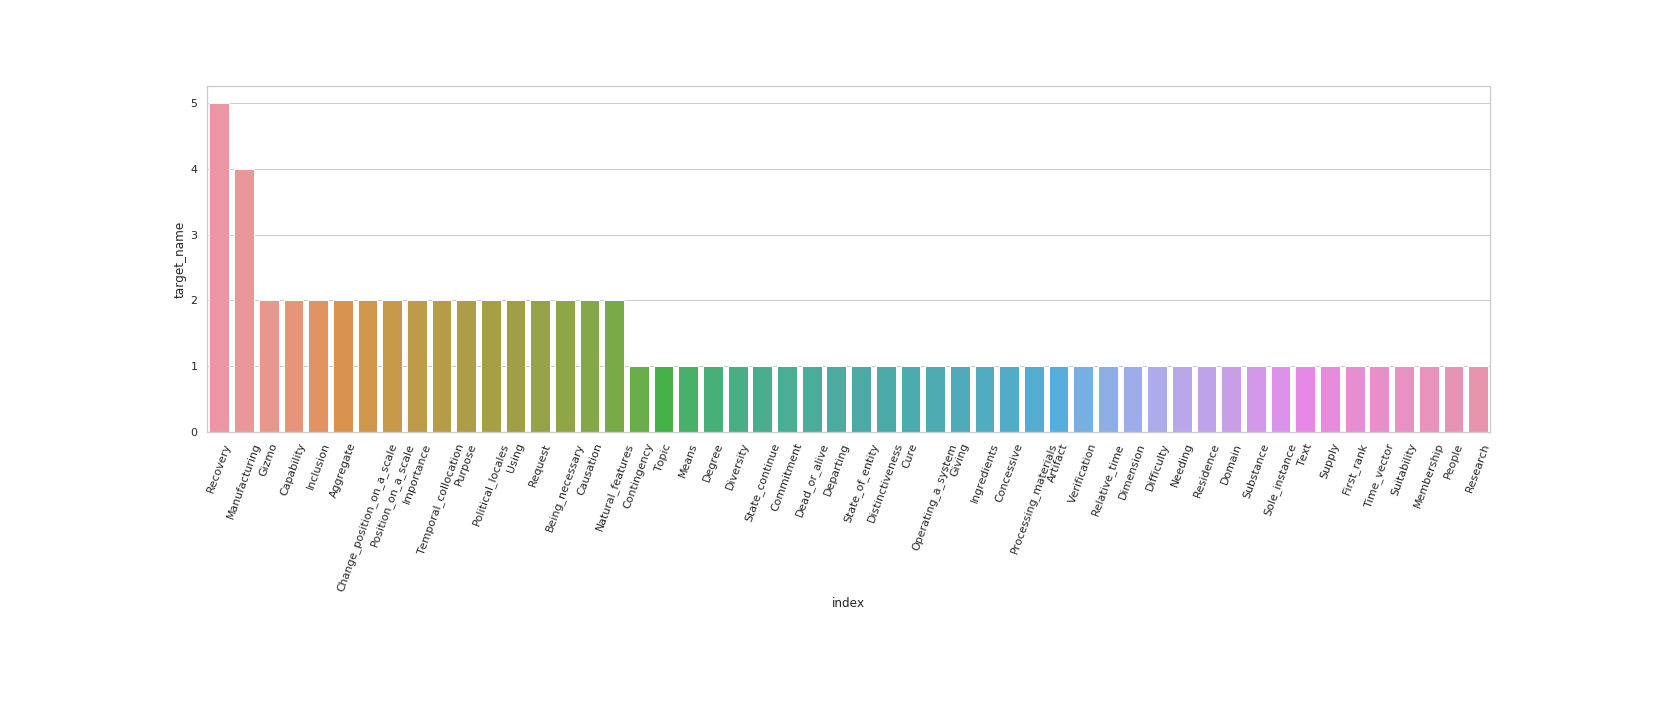 5
4
3
2
1
0
target_name
Recovery
Manufacturing
Gizmo
Capability
Inclusion
Aggregate
Change_position_on_a_scale
Position_on_a_scale
Importance
Temporal_collocation
Purpose
Political_locales
Using
Request
Being_necessary
Causation
Natural_features
Contingency
Topic
Means
Degree
Diversity
State_continue
Commitment
Dead_or_alive
Departing
State_of_entity
Distinctiveness
Cure
Operating_a_system
Giving
Ingredients
Concessive
Processing_materials
Artifact
Verification
Relative_time
Dimension
Difficulty
Needing
Residence
Domain
Substance
Sole_instance
Text
Supply
First_rank
Time_vector
Suitability
Membership
People
Research
index